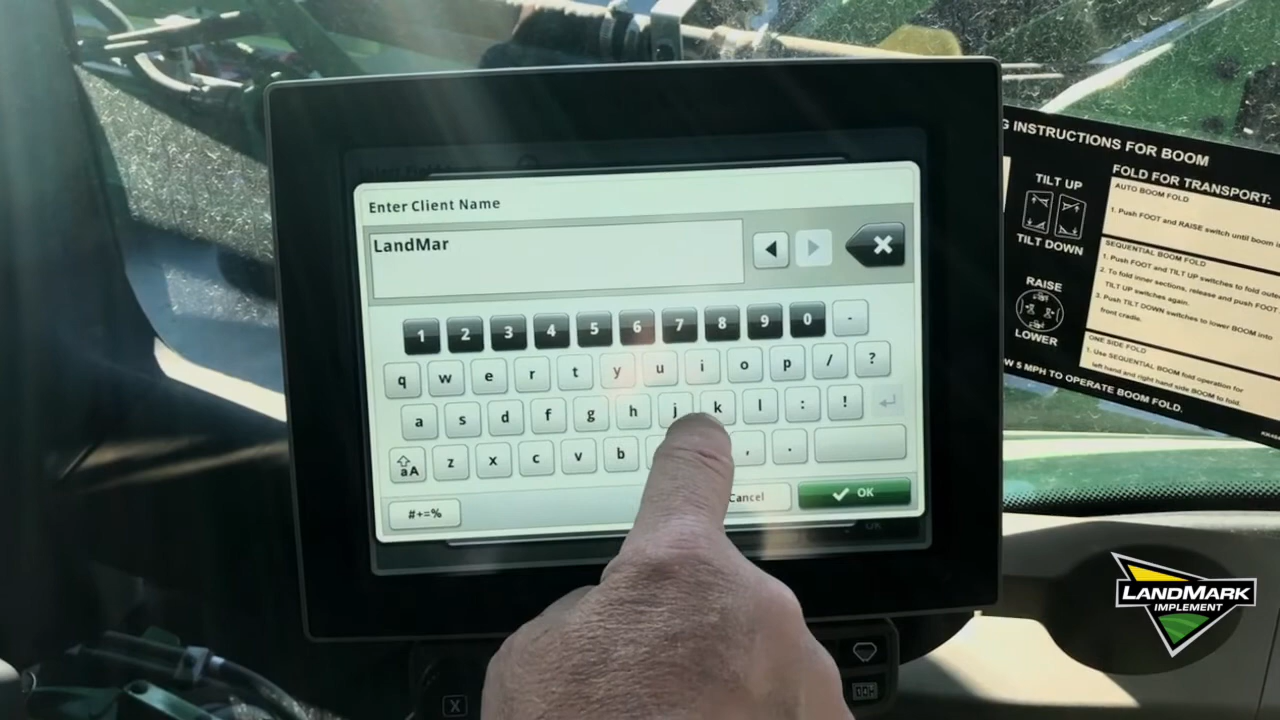 Enter Client Name
LandMar
1 2 3 4 5 6 7 8 9 0 -
q w e r t y u i o p / ?
a s d f g h j k l : !
aA z x c v b , .
#+=% Cancel OK
OK
X
G INSTRUCTIONS FOR BOOM
TILT UP
TILT DOWN
RAISE
LOWER
FOLD FOR TRANSPORT:
AUTO BOOM FOLD
1. Push FOOT and RAISE switch until boom i
SEQUENTIAL BOOM FOLD
1. Push FOOT and TILT UP switches to fold oute
2. To fold inner sections, release and push FOOT
TILT UP switches again.
3. Push TILT DOWN switches to lower BOOM into
front cradle.
ONE SIDE FOLD
1. Use SEQUENTIAL BOOM fold operation for
left hand and right hand side BOOM to fold.
W 5 MPH TO OPERATE BOOM FOLD.
LANDMARK
IMPLEMENT